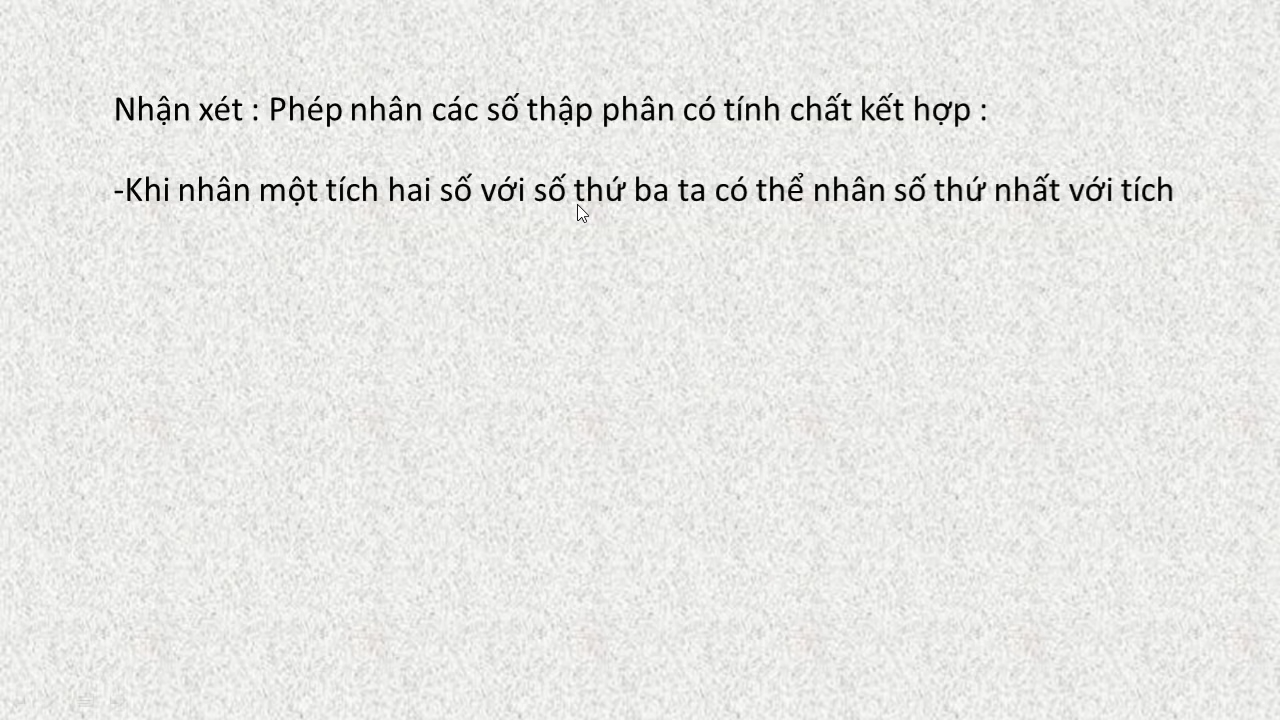 Nhận xét : Phép nhân các số thập phân có tính chất kết hợp :
-Khi nhân một tích hai số với số thứ ba ta có thể nhân số thứ nhất với tích